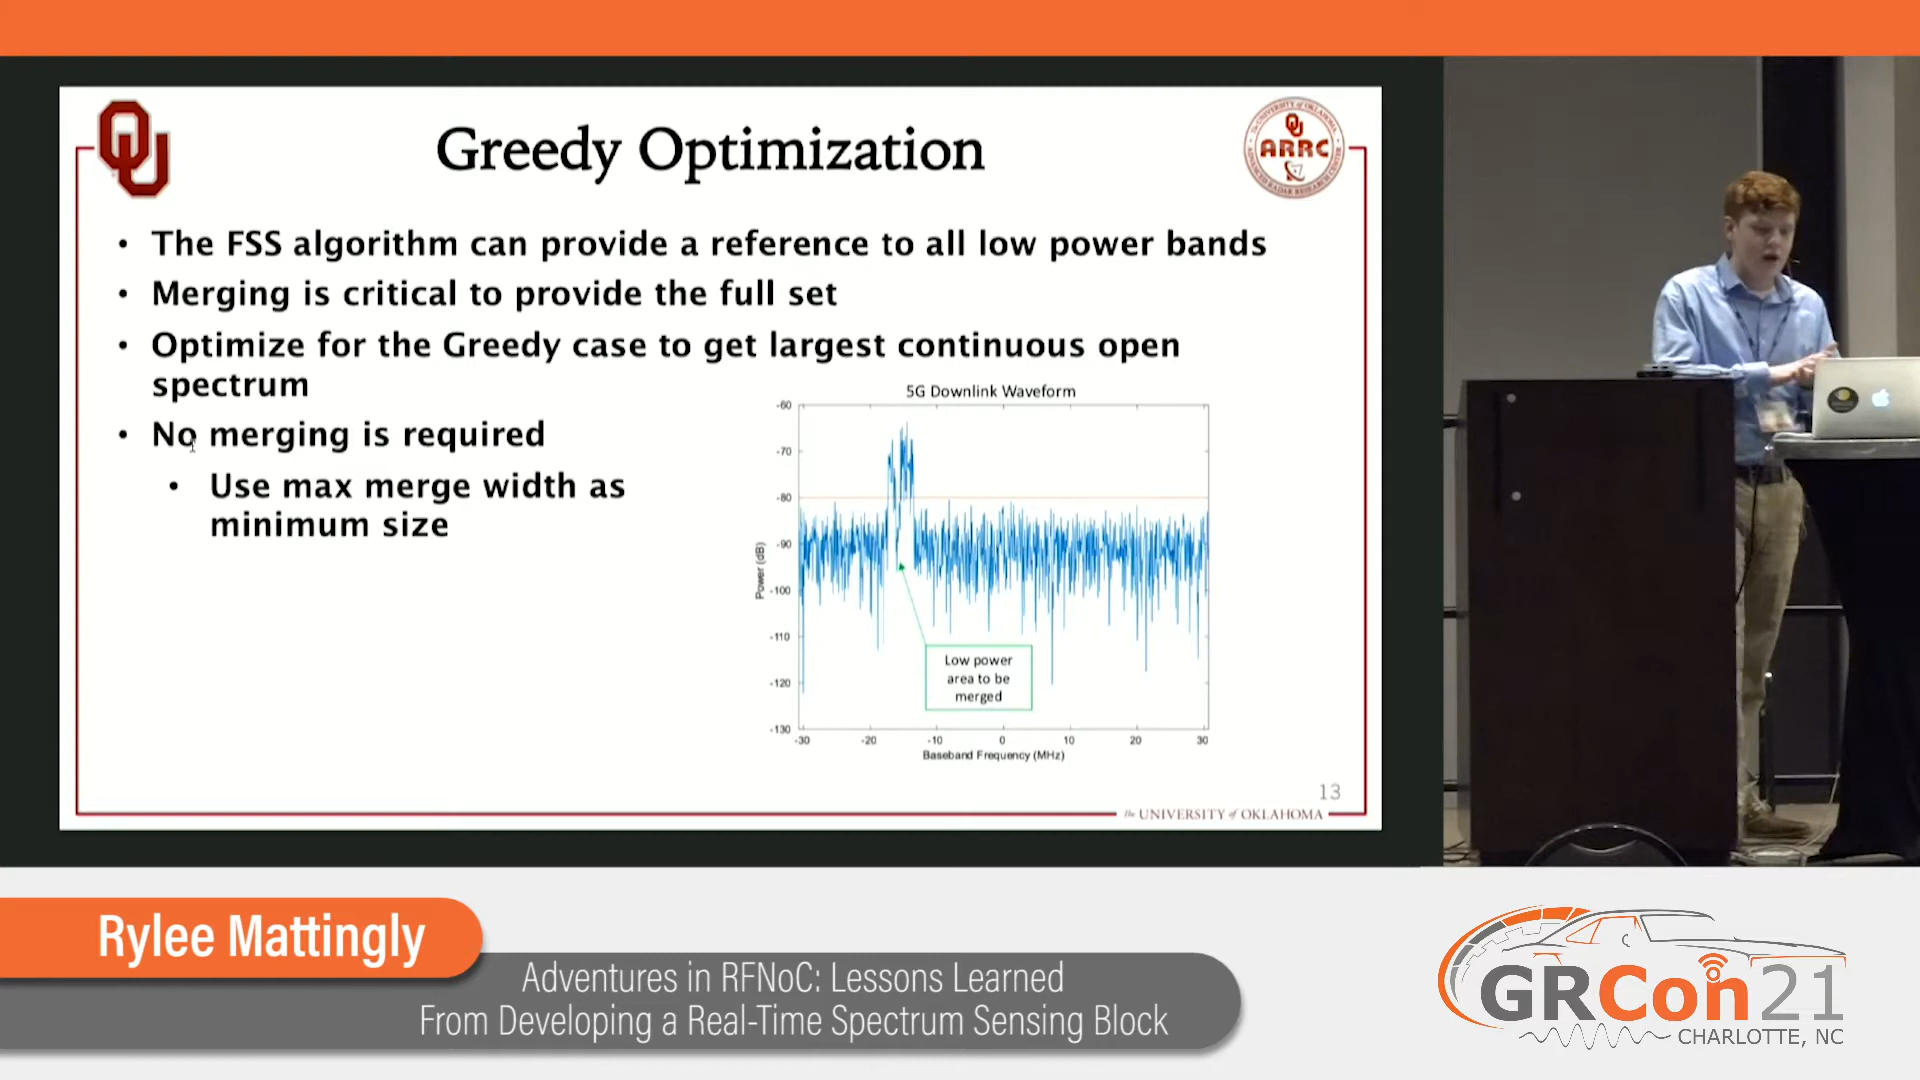 OU
Greedy Optimization
OU
ARRC
• The FSS algorithm can provide a reference to all low power bands
• Merging is critical to provide the full set
• Optimize for the Greedy case to get largest continuous open
spectrum
• No merging is required
• Use max merge width as
minimum size
5G Downlink Waveform
-60
-70
-80
-90
-100
-110
-120
-130
Power (dB)
Low power
area to be
merged
-30 -20 -10 0 10 20 30
Baseband Frequency (MHz)
13
The UNIVERSITY of OKLAHOMA
Rylee Mattingly
Adventures in RFNoC: Lessons Learned
From Developing a Real-Time Spectrum Sensing Block
GRCon21
CHARLOTTE, NC